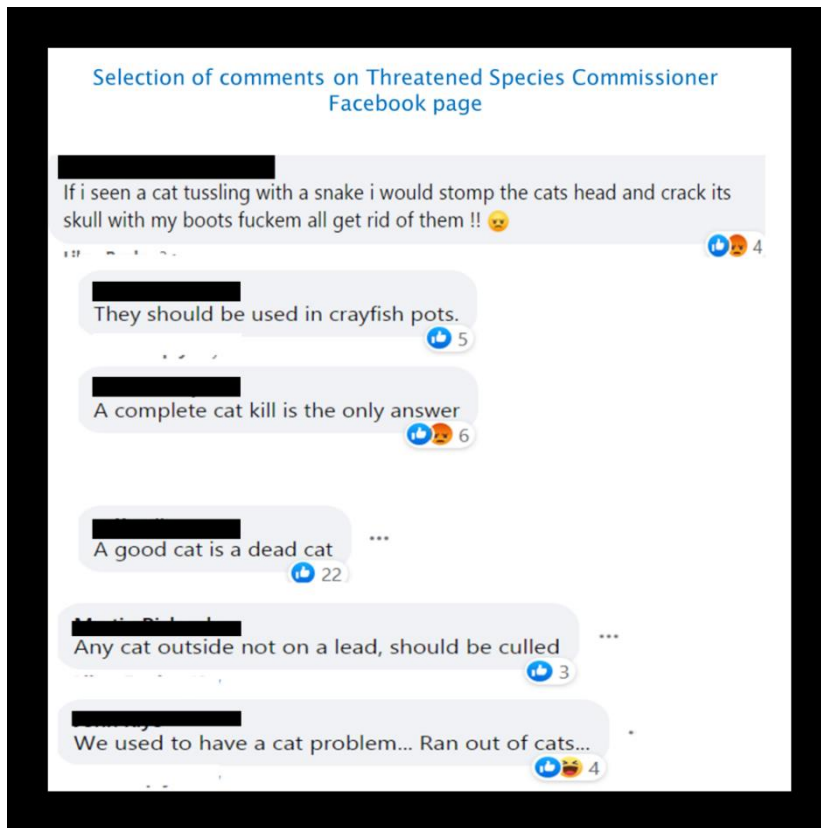 Selection of comments on Threatened Species Commissioner
Facebook page
If i seen a cat tussling with a snake i would stomp the cats head and crack its
skull with my boots fuckem all get rid of them !! 😠
4
They should be used in crayfish pots.
5
A complete cat kill is the only answer
6
A good cat is a dead cat
...
22
Any cat outside not on a lead, should be culled
...
3
We used to have a cat problem... Ran out of cats...
4